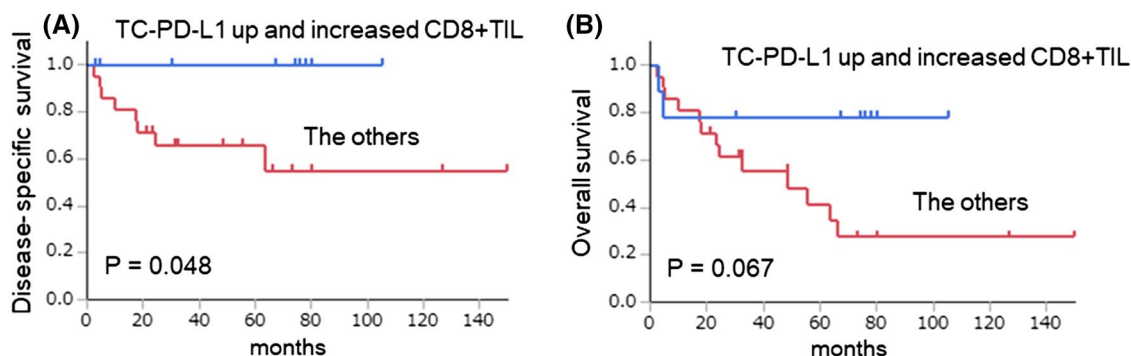 (A)
TC-PD-L1 up and increased CD8+TIL
Disease- specific survival
1.0
0.8
0.6
0.4
0.2
0.0
The others
P = 0.048
0 20 40 60 80 100 120 140
months
(B)
TC-PD-L1 up and increased CD8+TIL
Overall survival
1.0
0.8
0.6
0.4
0.2
0.0
The others
P = 0.067
0 20 40 60 80 100 120 140
months